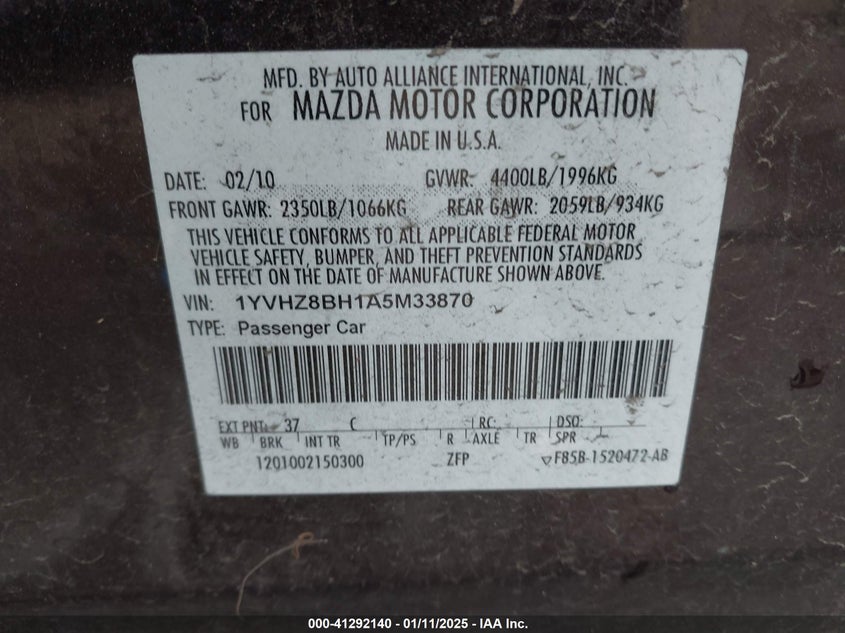 MFD. BY AUTO ALLIANCE INTERNATIONAL, INC.
FOR MAZDA MOTOR CORPORATION
MADE IN U.S.A.
DATE: 02/10 GVWR: 4400LB/1996KG
FRONT GAWR: 2350LB/1066KG REAR GAWR: 2059LB/934KG
THIS VEHICLE CONFORMS TO ALL APPLICABLE FEDERAL MOTOR
VEHICLE SAFETY, BUMPER, AND THEFT PREVENTION STANDARDS
IN EFFECT ON THE DATE OF MANUFACTURE SHOWN ABOVE.
VIN: 1YVHZ8BH1A5M33870
TYPE: Passenger Car
EXT PNT: 37 C RC: DSO:
WB BRK INT TR TP/PS R AXLE TR SPR
1201002150300 ZFP ▽F85B-1520472-AB
000-41292140 - 01/11/2025 - IAA Inc.